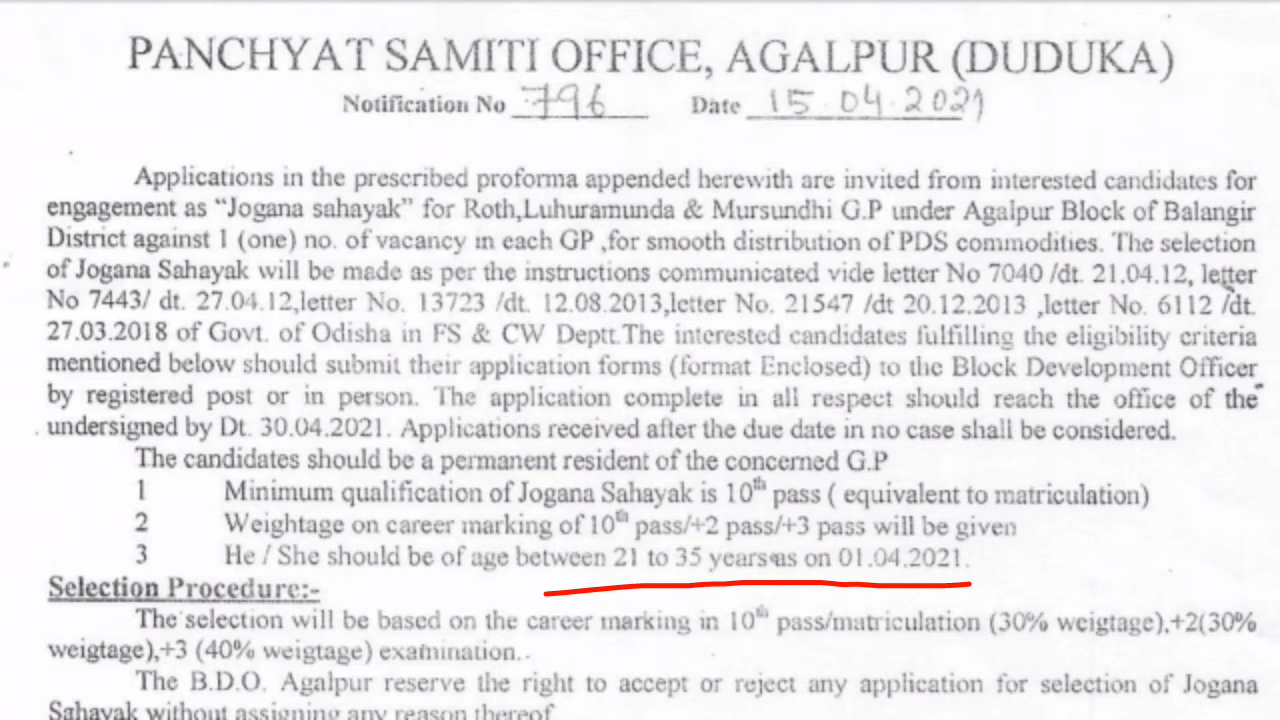 PANCHYAT SAMITI OFFICE, AGALPUR (DUDUKA)
Notification No 796 Date 15.04.2021
Applications in the prescribed proforma appended herewith are invited from interested candidates for
engagement as “Jogana sahayak” for Roth,Luhuramunda & Mursundhi G.P under Agalpur Block of Balangir
District against 1 (one) no. of vacancy in each GP ,for smooth distribution of PDS commodities. The selection
of Jogana Sahayak will be made as per the instructions communicated vide letter No 7040 /dt. 21.04.12, letter
No 7443/ dt. 27.04.12,letter No. 13723 /dt. 12.08.2013,letter No. 21547 /dt 20.12.2013 ,letter No. 6112 /dt.
27.03.2018 of Govt. of Odisha in FS & CW Deptt.The interested candidates fulfilling the eligibility criteria
mentioned below should submit their application forms (format Enclosed) to the Block Development Officer
by registered post or in person. The application complete in all respect should reach the office of the
undersigned by Dt. 30.04.2021. Applications received after the due date in no case shall be considered.
The candidates should be a permanent resident of the concerned G.P
1 Minimum qualification of Jogana Sahayak is 10th pass ( equivalent to matriculation)
2 Weightage on career marking of 10th pass/+2 pass/+3 pass will be given
3 He / She should be of age between 21 to 35 years as on 01.04.2021.
Selection Procedure:-
The selection will be based on the career marking in 10th pass/matriculation (30% weigtage),+2(30%
weigtage),+3 (40% weigtage) examination..
The B.D.O. Agalpur reserve the right to accept or reject any application for selection of Jogana
Sahayak without assigning any reason thereof